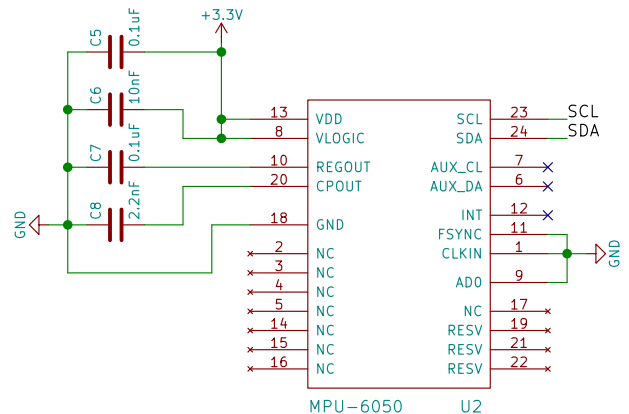 +3.3V
C5
0.1uF
C6
10nF
C7
0.1uF
C8
2.2nF
GND
13 VDD
8 VLOGIC
10 REGOUT
20 CPOUT
18 GND
2 NC
3 NC
4 NC
5 NC
14 NC
15 NC
16 NC
SCL 23 SCL
SDA 24 SDA
AUX_CL 7
AUX_DA 6
INT 12
FSYNC 11
CLKIN 1
AD0 9
NC 17
RESV 19
RESV 21
RESV 22
GND
MPU-6050 U2